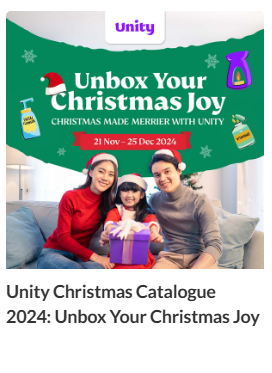 Unity
Unbox Your
Christmas Joy
CHRISTMAS MADE MERRIER WITH UNITY
21 Nov - 25 Dec 2024
Unity Christmas Catalogue
2024: Unbox Your Christmas Joy